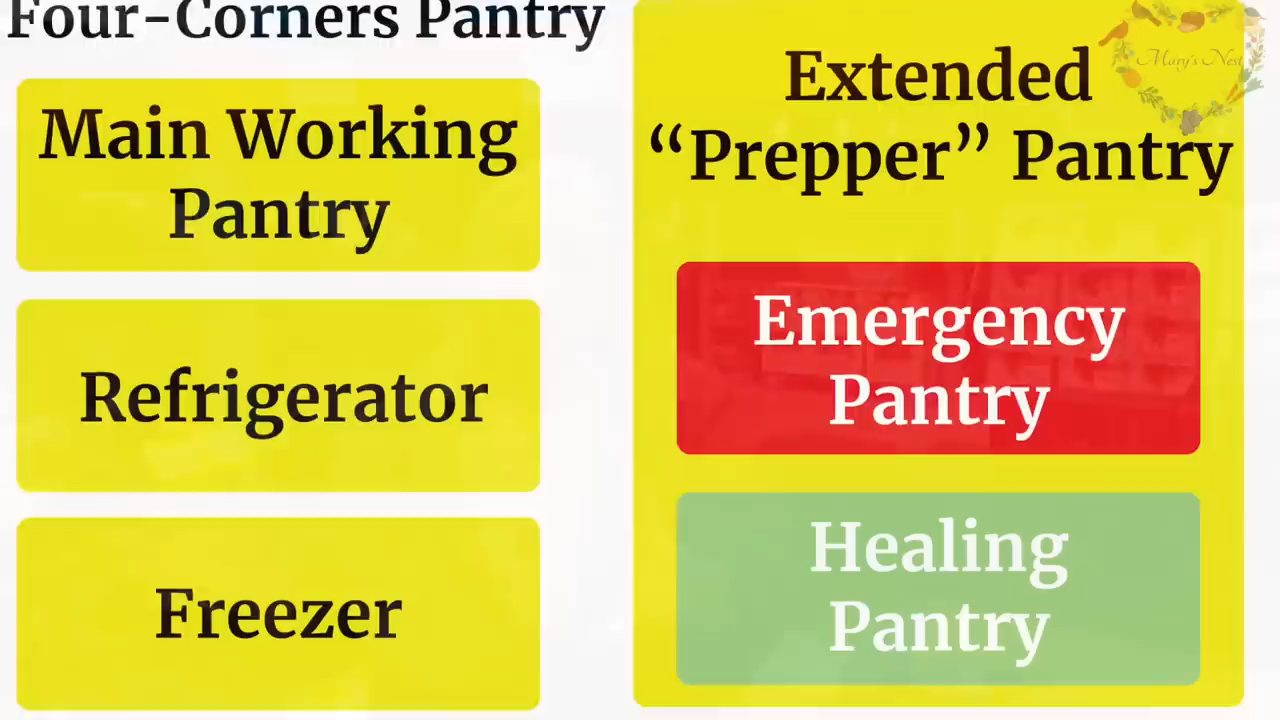 Four-Corners Pantry
Main Working
Pantry
Refrigerator
Freezer
Extended
“Prepper” Pantry
Emergency
Pantry
Healing
Pantry
Mary's Nest